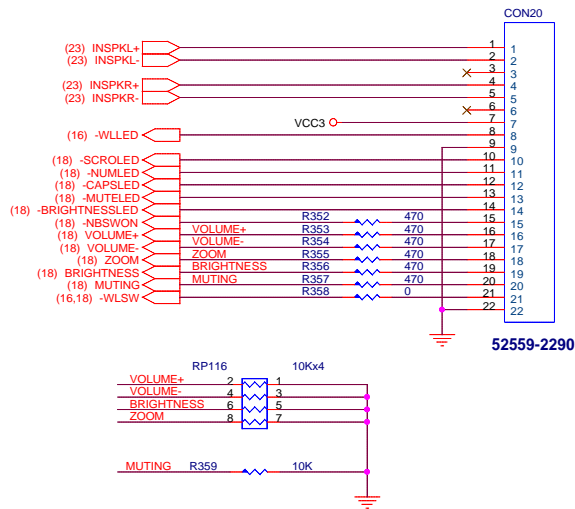 CON20
(23) INSPKL+ 1 1
(23) INSPKL- 2 2
3 3
(23) INSPKR+ 4 4
(23) INSPKR- 5 5
6 6
VCC3 7 7
(16) -WLLED 8 8
9 9
(18) -SCROLED 10 10
(18) -NUMLED 11 11
(18) -CAPSLED 12 12
(18) -MUTELED 13 13
(18) -BRIGHTNESSLED 14 14
(18) -NBSWON R352 470 15 15
(18) VOLUME+ VOLUME+ R353 470 16 16
(18) VOLUME- VOLUME- R354 470 17 17
(18) ZOOM ZOOM R355 470 18 18
(18) BRIGHTNESS BRIGHTNESS R356 470 19 19
(18) MUTING MUTING R357 470 20 20
(16,18) -WLSW R358 0 21 21
22 22
52559-2290
RP116 10Kx4
VOLUME+ 2 1
VOLUME- 4 3
BRIGHTNESS 6 5
ZOOM 8 7
MUTING R359 10K